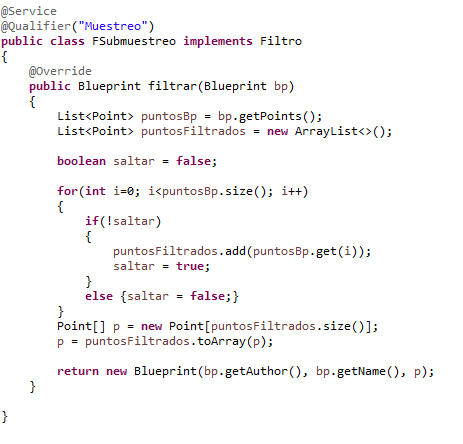 @Service
@Qualifier("Muestreo")
public class FSubmuestreo implements Filtro
{
    @Override
    public Blueprint filtrar(Blueprint bp)
    {
        List<Point> puntosBp = bp.getPoints();
        List<Point> puntosFiltrados = new ArrayList<>();

        boolean saltar = false;

        for(int i=0; i<puntosBp.size(); i++)
        {
            if(!saltar)
            {
                puntosFiltrados.add(puntosBp.get(i));
                saltar = true;
            }
            else {saltar = false;}
        }
        Point[] p = new Point[puntosFiltrados.size()];
        p = puntosFiltrados.toArray(p);

        return new Blueprint(bp.getAuthor(), bp.getName(), p);
    }

}